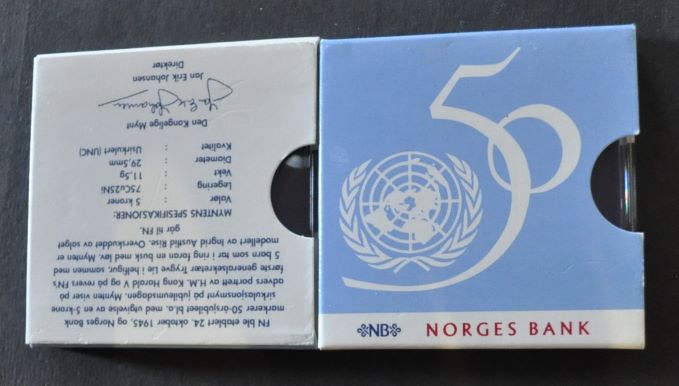 FN ble etablert 24. oktober 1945, og Norges Bank
markerer 50-årsjubileet bl.a. med utgivelse av en 5-krone
sirkulasjonsmynt på jubileumsdagen. Mynten viser på
advers portrett av H.M. Kong Harald V og på revers FN's
første generalsekretær Trygve Lie i helfigur, sammen med
5 barn som tar i ring foran en busk med løv. Mynten er
modellert av Ingrid Austlid Rise. Overskuddet av salget
går til FN.
MYNTENS SPESIFIKASJONER:
Valør : 5 kroner
Legering : 75Cu25Ni
Vekt : 11,5g
Diameter : 29,5mm
Kvalitet : Usirkulert (UNC)
Den Kongelige Mynt
Jan Erik Johansen
Direktør
50
NB NORGES BANK